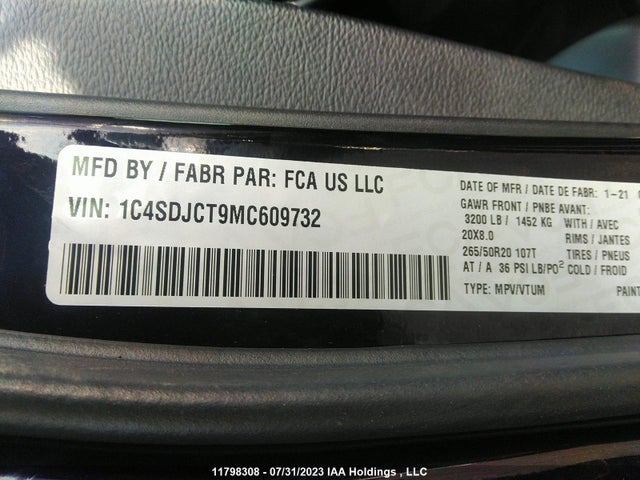 MFD BY / FABR PAR: FCA US LLC
VIN: 1C4SDJCT9MC609732
DATE OF MFR / DATE DE FABR: 1-21
GAWR FRONT / PNBE AVANT:
3200 LB / 1452 KG WITH / AVEC
20X8.0 RIMS / JANTES
265/50R20 107T TIRES / PNEUS
AT / A 36 PSI LB/PO² COLD / FROID
TYPE: MPV/VTUM PAINT
11798308 - 07/31/2023 IAA Holdings , LLC